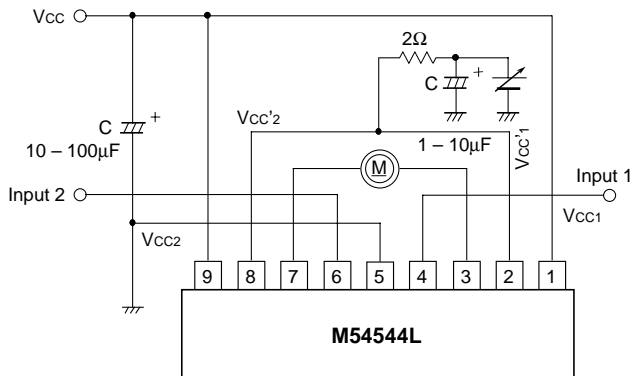 VCC
2Ω
C +
C +
10 – 100μF
VCC'2
1 – 10μF
VCC'1
M
Input 1
Input 2
VCC1
VCC2
9 8 7 6 5 4 3 2 1
M54544L